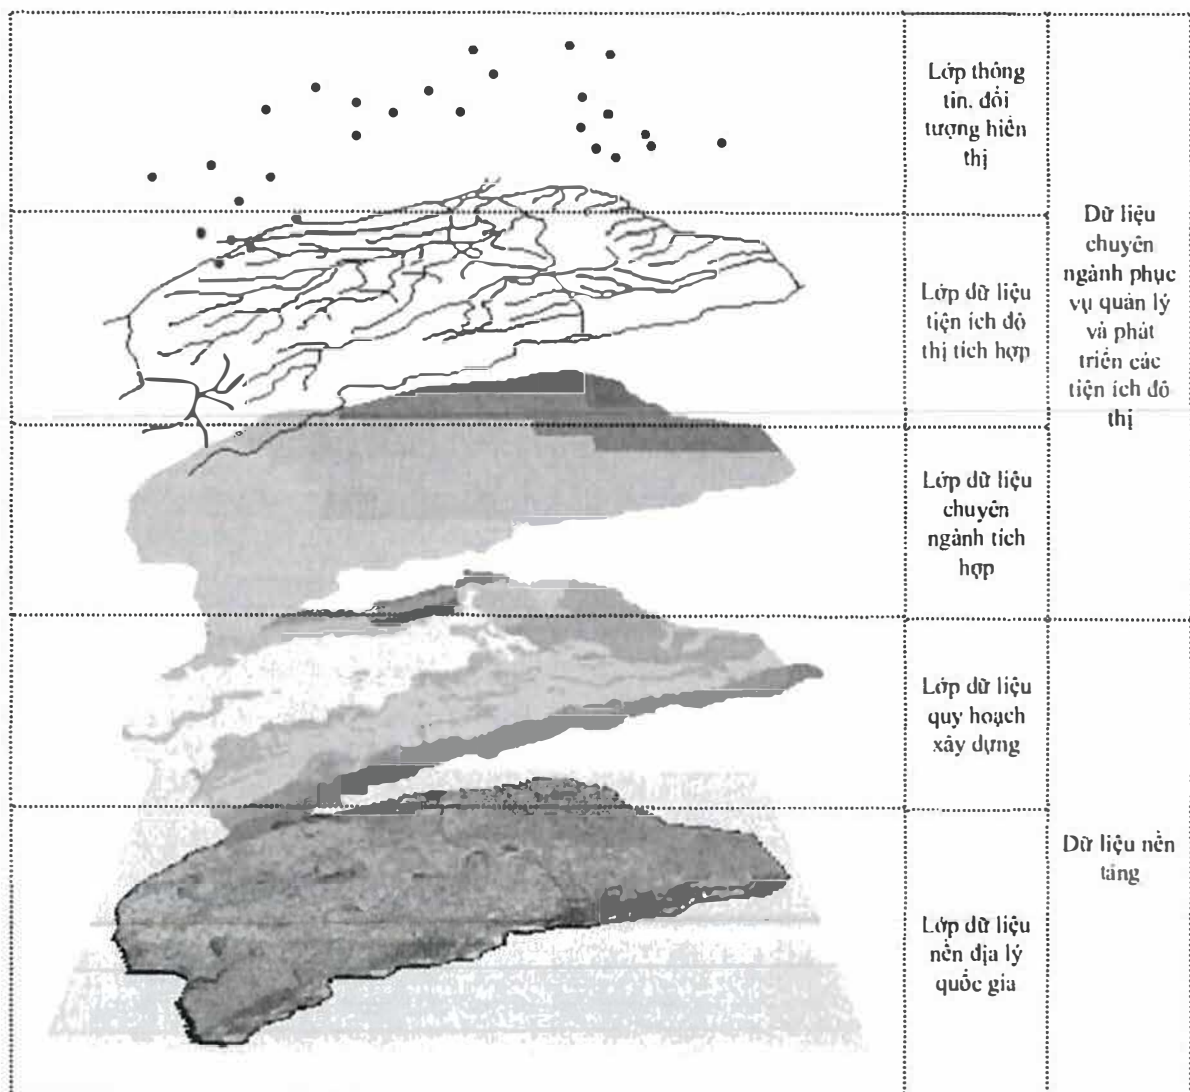 Lớp thông
tin, đối
tượng hiển
thị
Lớp dữ liệu
tiện ích đô
thị tích hợp
Lớp dữ liệu
chuyên
ngành tích
hợp
Lớp dữ liệu
quy hoạch
xây dựng
Lớp dữ liệu
nền địa lý
quốc gia
Dữ liệu
chuyên
ngành phục
vụ quản lý
và phát
triển các
tiện ích đô
thị
Dữ liệu nền
tảng